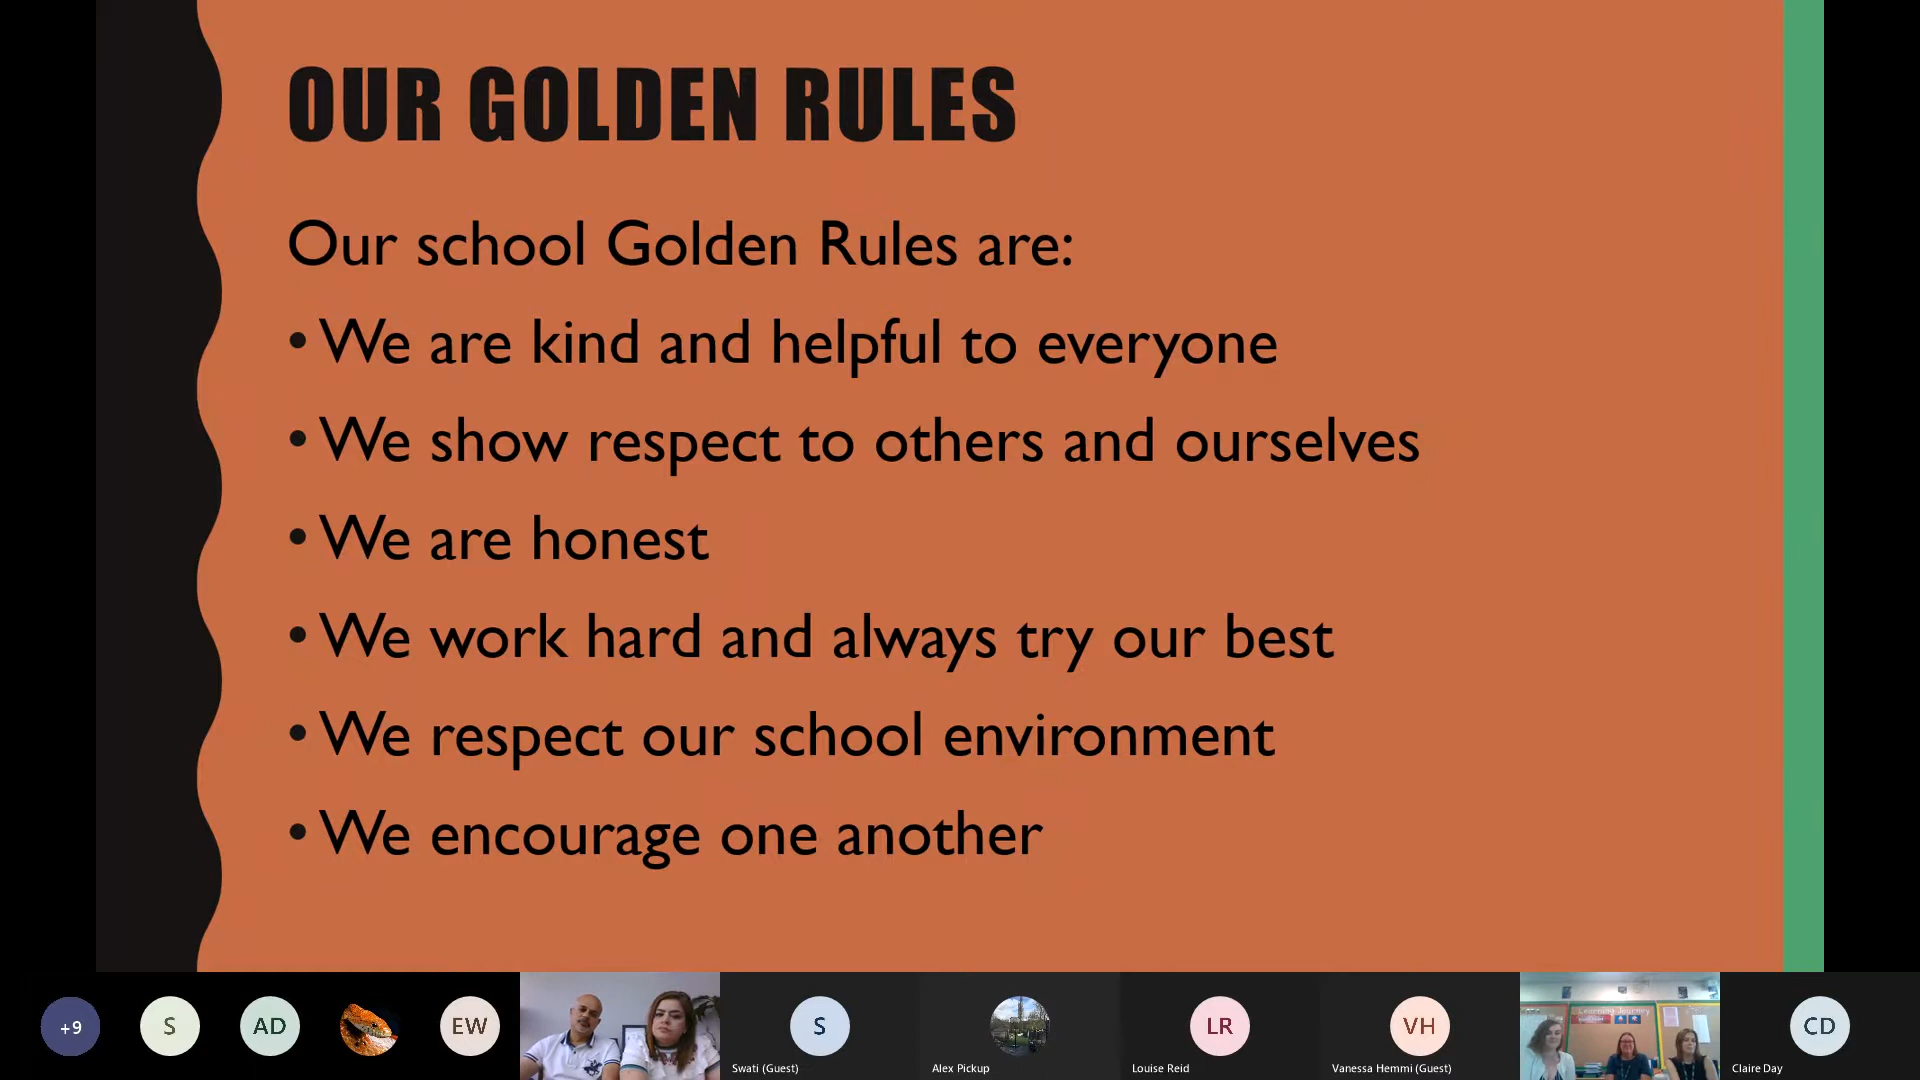 OUR GOLDEN RULES
Our school Golden Rules are:
• We are kind and helpful to everyone
• We show respect to others and ourselves
• We are honest
• We work hard and always try our best
• We respect our school environment
• We encourage one another
+9
S
AD
EW
S
LR
VH
CD
Swati (Guest)
Alex Pickup
Louise Reid
Vanessa Hemmi (Guest)
Claire Day
Learning Journey